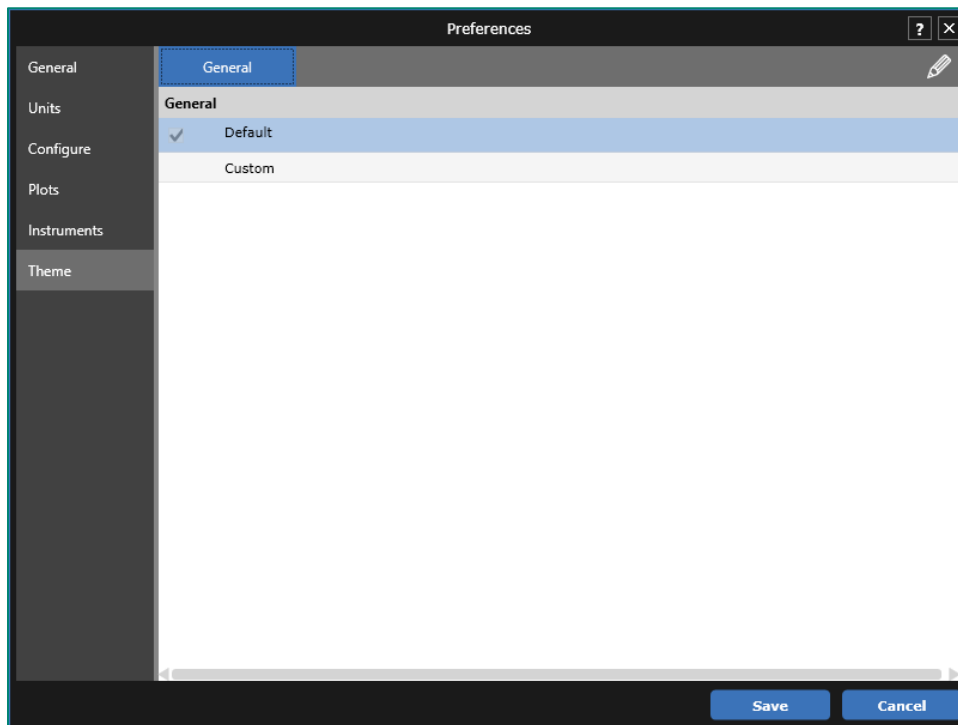 Preferences
?
General
Units
Configure
Plots
Instruments
Theme
General
General
Default
Custom
Save
Cancel